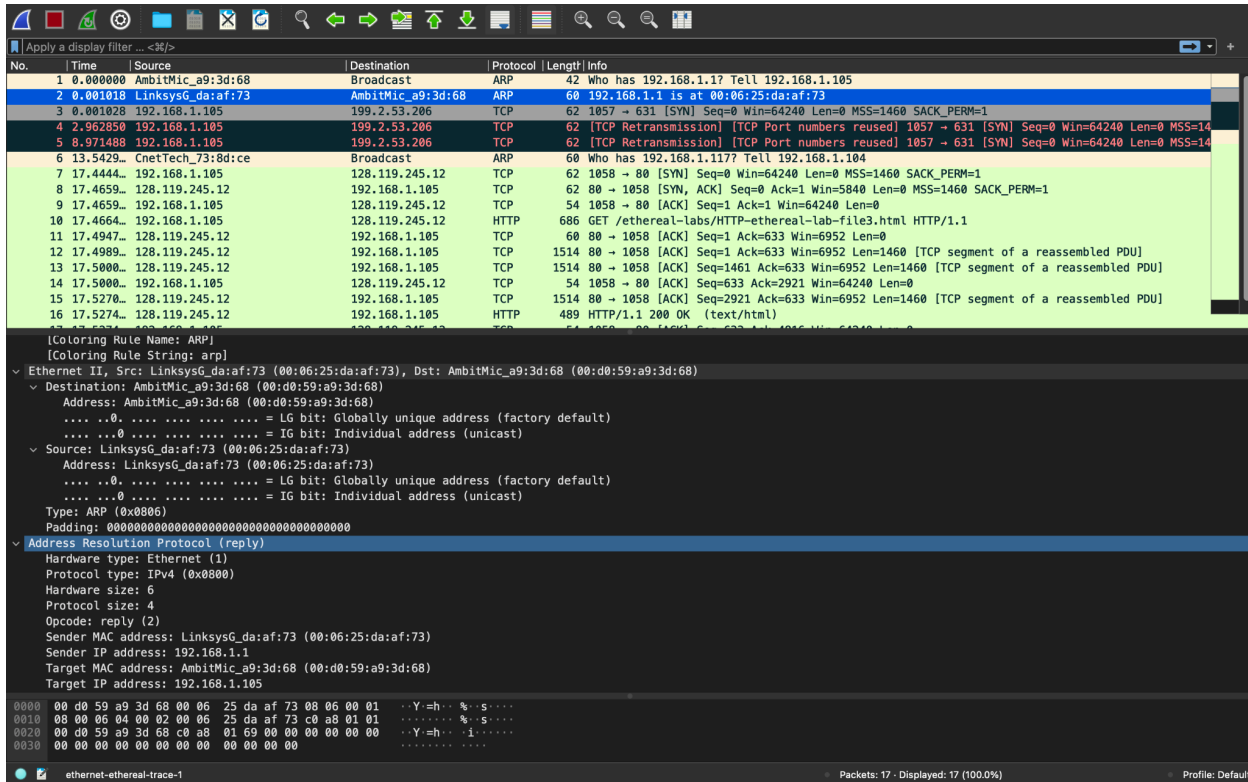 Apply a display filter … <⌘/>
No. Time Source Destination Protocol Length Info
1 0.000000 AmbitMic_a9:3d:68 Broadcast ARP 42 Who has 192.168.1.1? Tell 192.168.1.105
2 0.001018 LinksysG_da:af:73 AmbitMic_a9:3d:68 ARP 60 192.168.1.1 is at 00:06:25:da:af:73
3 0.001028 192.168.1.105 199.2.53.206 TCP 62 1057 → 631 [SYN] Seq=0 Win=64240 Len=0 MSS=1460 SACK_PERM=1
4 2.962850 192.168.1.105 199.2.53.206 TCP 62 [TCP Retransmission] [TCP Port numbers reused] 1057 → 631 [SYN] Seq=0 Win=64240 Len=0 MSS=14
5 8.971488 192.168.1.105 199.2.53.206 TCP 62 [TCP Retransmission] [TCP Port numbers reused] 1057 → 631 [SYN] Seq=0 Win=64240 Len=0 MSS=14
6 13.5429… CnetTech_73:8d:ce Broadcast ARP 60 Who has 192.168.1.117? Tell 192.168.1.104
7 17.4444… 192.168.1.105 128.119.245.12 TCP 62 1058 → 80 [SYN] Seq=0 Win=64240 Len=0 MSS=1460 SACK_PERM=1
8 17.4659… 128.119.245.12 192.168.1.105 TCP 62 80 → 1058 [SYN, ACK] Seq=0 Ack=1 Win=5840 Len=0 MSS=1460 SACK_PERM=1
9 17.4659… 192.168.1.105 128.119.245.12 TCP 54 1058 → 80 [ACK] Seq=1 Ack=1 Win=64240 Len=0
10 17.4664… 192.168.1.105 128.119.245.12 HTTP 686 GET /ethereal-labs/HTTP-ethereal-lab-file3.html HTTP/1.1
11 17.4947… 128.119.245.12 192.168.1.105 TCP 60 80 → 1058 [ACK] Seq=1 Ack=633 Win=6952 Len=0
12 17.4989… 128.119.245.12 192.168.1.105 TCP 1514 80 → 1058 [ACK] Seq=1 Ack=633 Win=6952 Len=1460 [TCP segment of a reassembled PDU]
13 17.5000… 128.119.245.12 192.168.1.105 TCP 1514 80 → 1058 [ACK] Seq=1461 Ack=633 Win=6952 Len=1460 [TCP segment of a reassembled PDU]
14 17.5000… 192.168.1.105 128.119.245.12 TCP 54 1058 → 80 [ACK] Seq=633 Ack=2921 Win=64240 Len=0
15 17.5270… 128.119.245.12 192.168.1.105 TCP 1514 80 → 1058 [ACK] Seq=2921 Ack=633 Win=6952 Len=1460 [TCP segment of a reassembled PDU]
16 17.5274… 128.119.245.12 192.168.1.105 HTTP 489 HTTP/1.1 200 OK (text/html)
[Coloring Rule Name: ARP]
[Coloring Rule String: arp]
Ethernet II, Src: LinksysG_da:af:73 (00:06:25:da:af:73), Dst: AmbitMic_a9:3d:68 (00:d0:59:a9:3d:68)
Destination: AmbitMic_a9:3d:68 (00:d0:59:a9:3d:68)
Address: AmbitMic_a9:3d:68 (00:d0:59:a9:3d:68)
.... ..0. .... .... .... .... = LG bit: Globally unique address (factory default)
.... ...0 .... .... .... .... = IG bit: Individual address (unicast)
Source: LinksysG_da:af:73 (00:06:25:da:af:73)
Address: LinksysG_da:af:73 (00:06:25:da:af:73)
.... ..0. .... .... .... .... = LG bit: Globally unique address (factory default)
.... ...0 .... .... .... .... = IG bit: Individual address (unicast)
Type: ARP (0x0806)
Padding: 000000000000000000000000000000000000
Address Resolution Protocol (reply)
Hardware type: Ethernet (1)
Protocol type: IPv4 (0x0800)
Hardware size: 6
Protocol size: 4
Opcode: reply (2)
Sender MAC address: LinksysG_da:af:73 (00:06:25:da:af:73)
Sender IP address: 192.168.1.1
Target MAC address: AmbitMic_a9:3d:68 (00:d0:59:a9:3d:68)
Target IP address: 192.168.1.105
0000 00 d0 59 a9 3d 68 00 06 25 da af 73 08 06 00 01 ··Y·=h·· %··s····
0010 08 00 06 04 00 02 00 06 25 da af 73 c0 a8 01 01 ········ %··s····
0020 00 d0 59 a9 3d 68 c0 a8 01 69 00 00 00 00 00 00 ··Y·=h·· ·i······
0030 00 00 00 00 00 00 00 00 00 00 00 00 ········ ····
ethernet-ethereal-trace-1 Packets: 17 · Displayed: 17 (100.0%) Profile: Defaul